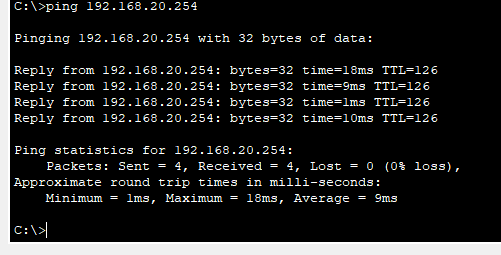 C:\>ping 192.168.20.254
Pinging 192.168.20.254 with 32 bytes of data:
Reply from 192.168.20.254: bytes=32 time=18ms TTL=126
Reply from 192.168.20.254: bytes=32 time=9ms TTL=126
Reply from 192.168.20.254: bytes=32 time=1ms TTL=126
Reply from 192.168.20.254: bytes=32 time=10ms TTL=126
Ping statistics for 192.168.20.254:
Packets: Sent = 4, Received = 4, Lost = 0 (0% loss),
Approximate round trip times in milli-seconds:
Minimum = 1ms, Maximum = 18ms, Average = 9ms
C:\>